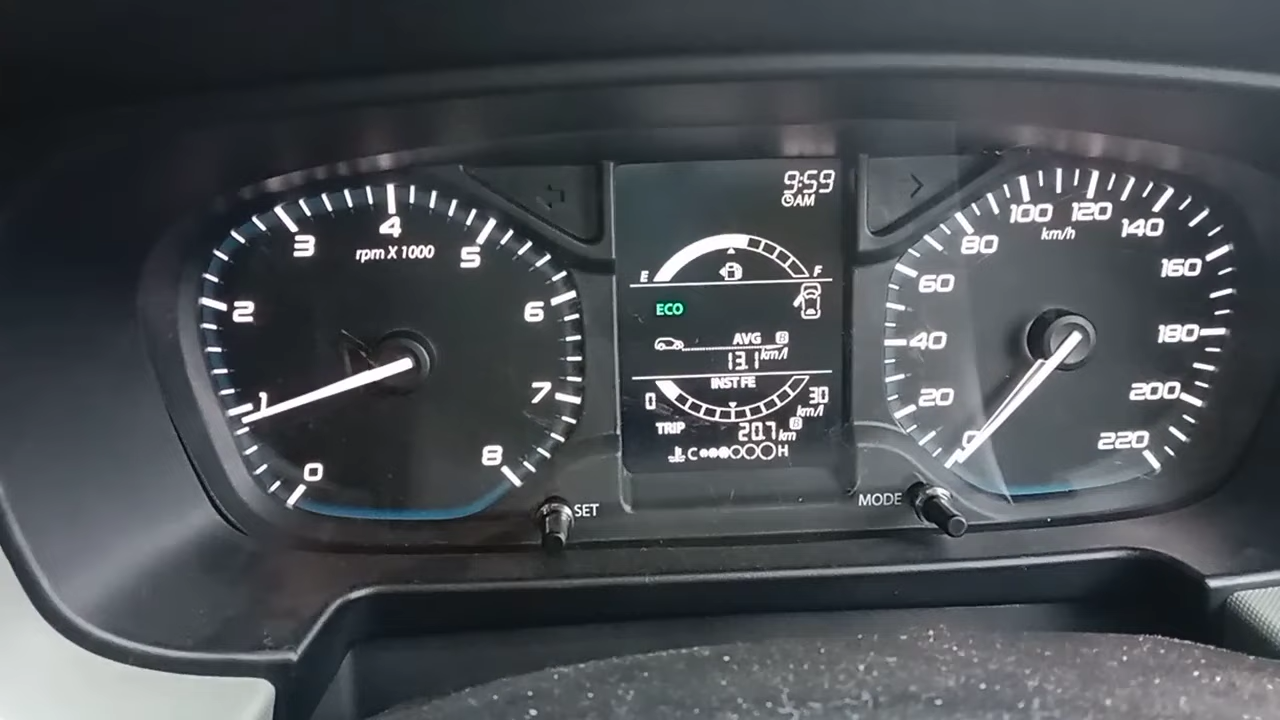 0
1
2
3
4
5
6
7
8
rpm X 1000
9:59
AM
E
F
ECO
AVG B
13.1 km/l
INST FE
0
30
km/l
TRIP B
20.7 km
C
H
SET
MODE
0
20
40
60
80
100
120
140
160
180
200
220
km/h